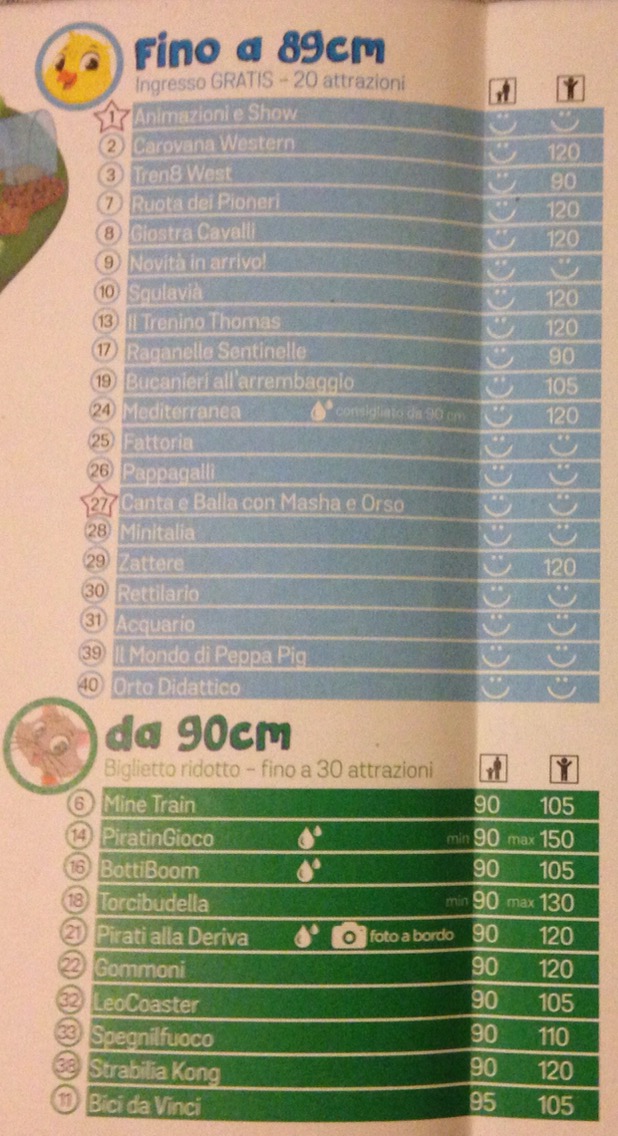 Fino a 89cm
Ingresso GRATIS - 20 attrazioni
1 Animazioni e Show
2 Carovana Western 120
3 Tren8 West 90
7 Ruota dei Pioneri 120
8 Giostra Cavalli 120
9 Novità in arrivo!
10 Sgulavià 120
13 Il Trenino Thomas 120
17 Raganelle Sentinelle 90
19 Bucanieri all'arrembaggio 105
24 Mediterranea consigliato da 90 cm 120
25 Fattoria
26 Pappagalli
27 Canta e Balla con Masha e Orso
28 Minitalia
29 Zattere 120
30 Rettilario
31 Acquario
39 Il Mondo di Peppa Pig
40 Orto Didattico
da 90cm
Biglietto ridotto - fino a 30 attrazioni
6 Mine Train 90 105
14 PiratinGioco min 90 max 150
16 BottiBoom 90 105
18 Torcibudella min 90 max 130
21 Pirati alla Deriva foto a bordo 90 120
22 Gommoni 90 120
32 LeoCoaster 90 105
33 Spegnilfuoco 90 110
38 Strabilia Kong 90 120
11 Bici da Vinci 95 105